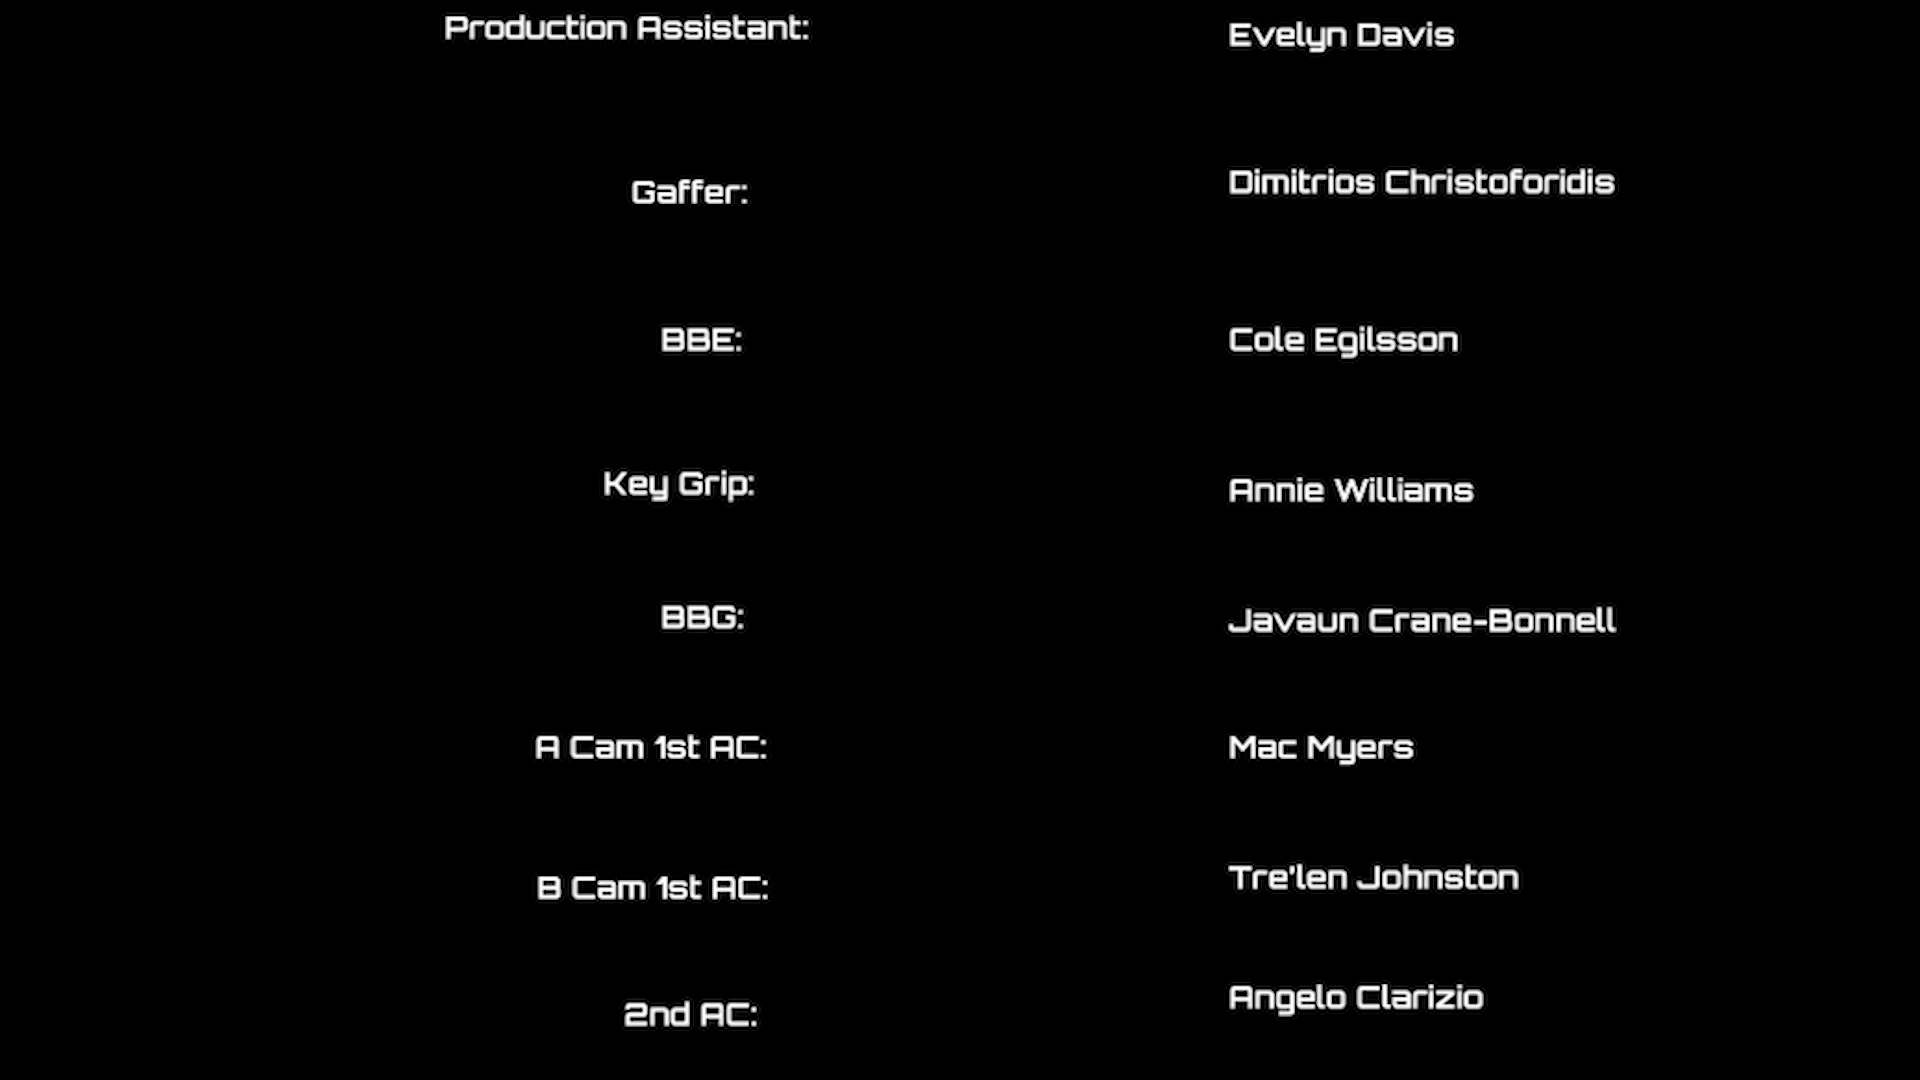 Production Assistant: Evelyn Davis
Gaffer: Dimitrios Christoforidis
BBE: Cole Egilsson
Key Grip: Annie Williams
BBG: Javaun Crane-Bonnell
A Cam 1st AC: Mac Myers
B Cam 1st AC: Tre'len Johnston
2nd AC: Angelo Clarizio